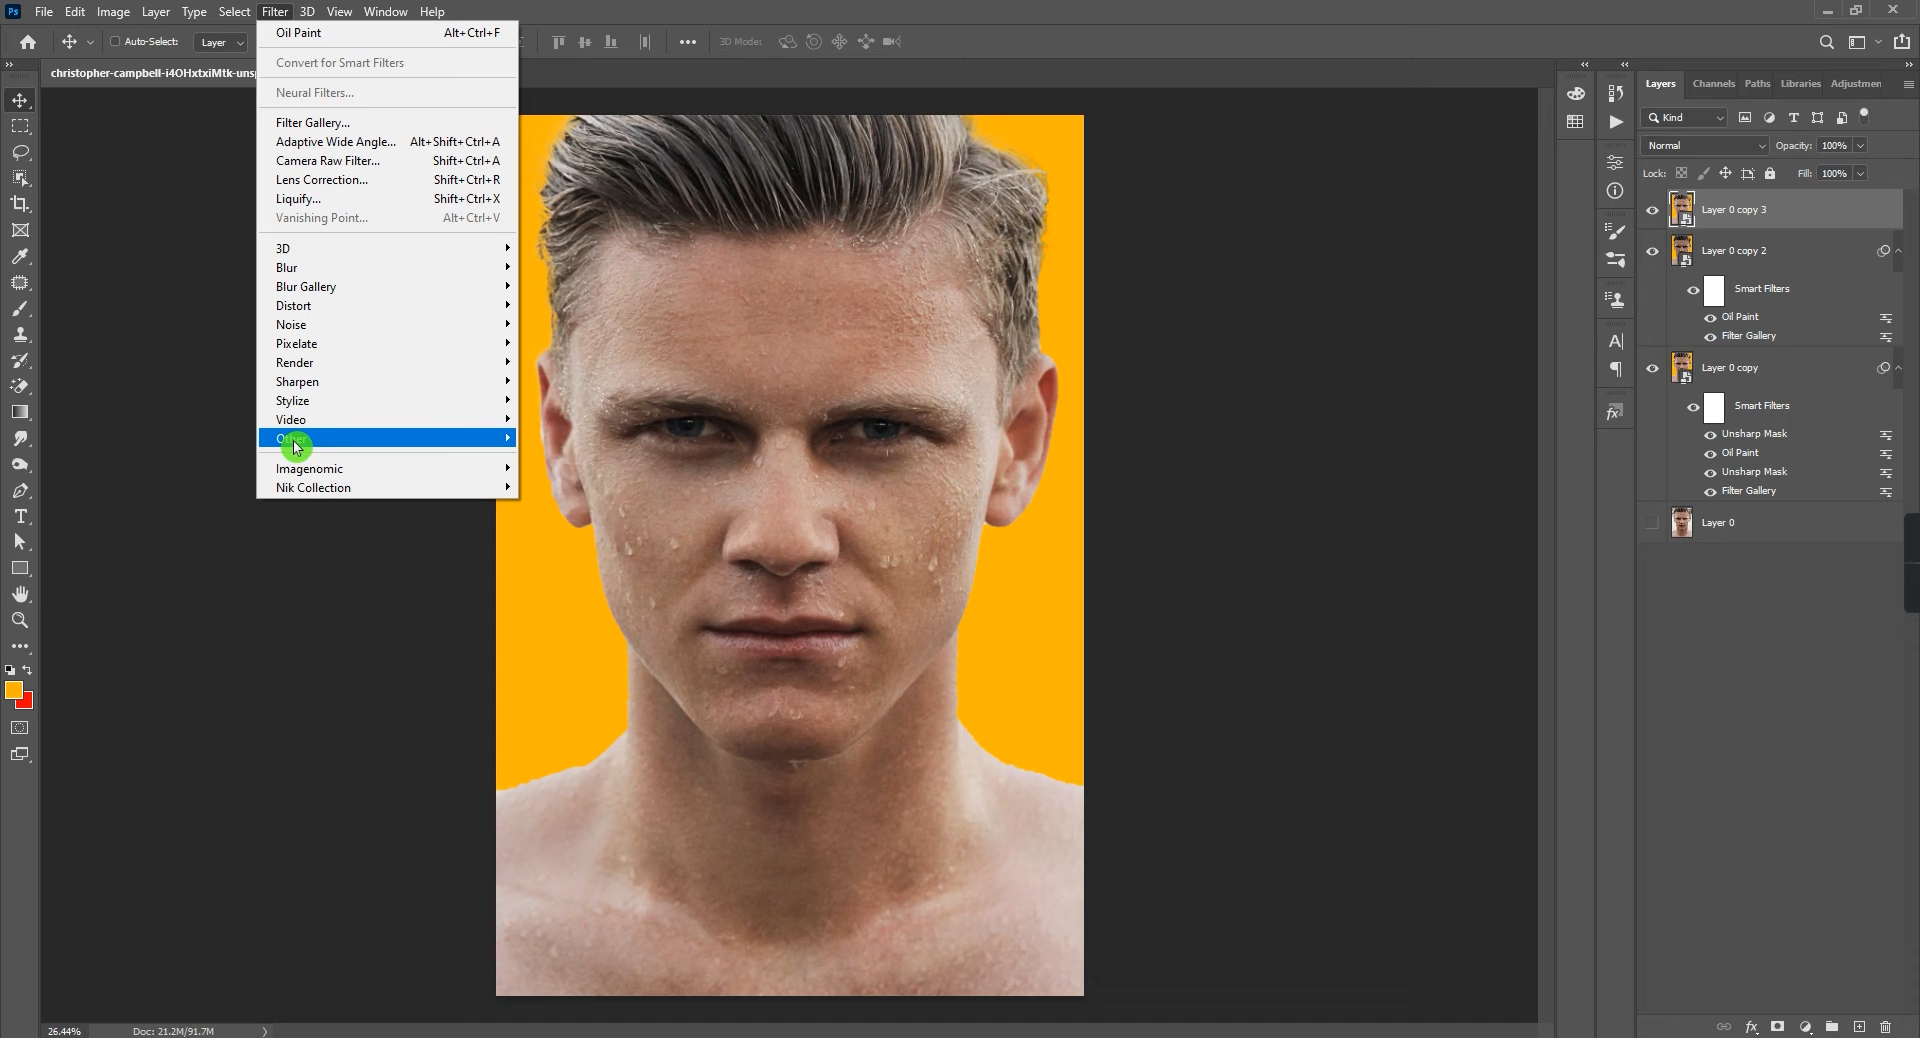 Ps File Edit Image Layer Type Select Filter 3D View Window Help
Auto-Select: Layer 3D Mode:
christopher-campbell-i4OHxtxiMtk-unsp
Oil Paint Alt+Ctrl+F
Convert for Smart Filters
Neural Filters...
Filter Gallery...
Adaptive Wide Angle... Alt+Shift+Ctrl+A
Camera Raw Filter... Shift+Ctrl+A
Lens Correction... Shift+Ctrl+R
Liquify... Shift+Ctrl+X
Vanishing Point... Alt+Ctrl+V
3D
Blur
Blur Gallery
Distort
Noise
Pixelate
Render
Sharpen
Stylize
Video
Other
Imagenomic
Nik Collection
Layers Channels Paths Libraries Adjustmen
Kind
Normal Opacity: 100%
Lock: Fill: 100%
Layer 0 copy 3
Layer 0 copy 2
Smart Filters
Oil Paint
Filter Gallery
Layer 0 copy
Smart Filters
Unsharp Mask
Oil Paint
Unsharp Mask
Filter Gallery
Layer 0
26.44% Doc: 21.2M/91.7M